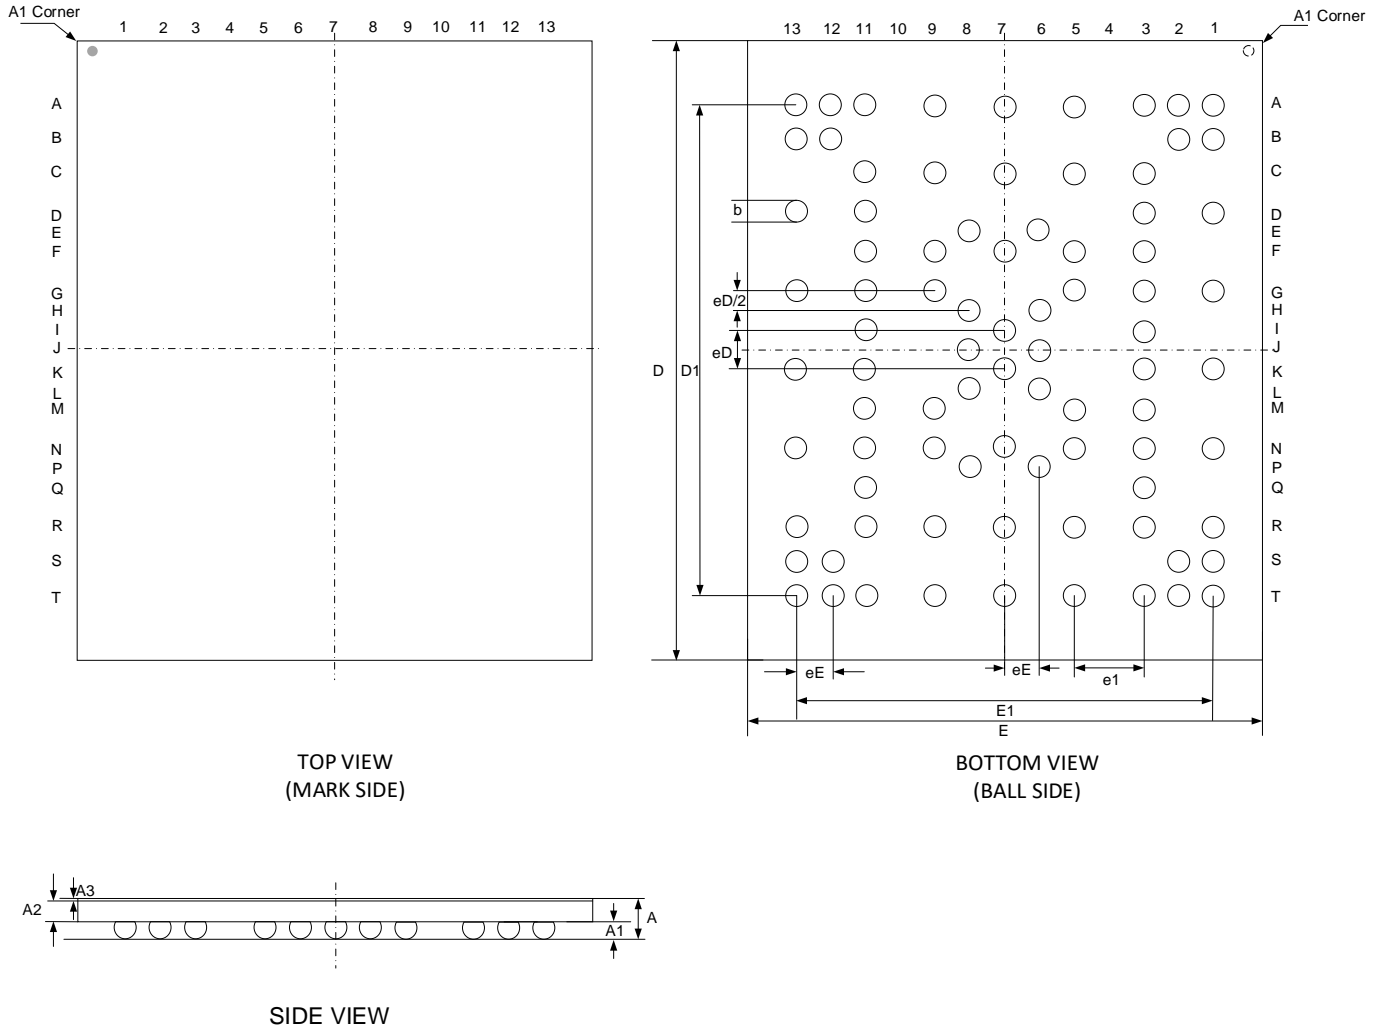 A1 Corner
1 2 3 4 5 6 7 8 9 10 11 12 13
A
B
C
D
E
F
G
H
I
J
K
L
M
N
P
Q
R
S
T
TOP VIEW
(MARK SIDE)
A1 Corner
13 12 11 10 9 8 7 6 5 4 3 2 1
A
B
C
D
E
F
G
H
I
J
K
L
M
N
P
Q
R
S
T
b
eD/2
eD
D
D1
eE
eE
e1
E1
E
BOTTOM VIEW
(BALL SIDE)
A3
A2
A
A1
SIDE VIEW